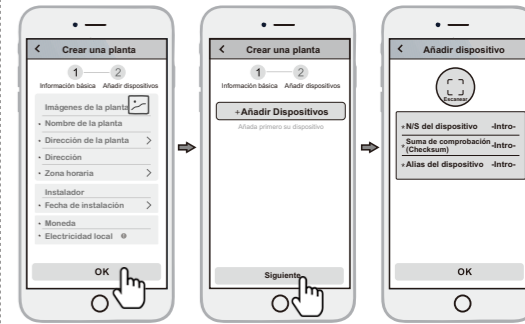 Crear una planta
1 2
Información básica Añadir dispositivos
Imágenes de la planta
• Nombre de la planta
• Dirección de la planta
• Dirección
• Zona horaria
Instalador
• Fecha de instalación
• Moneda
• Electricidad local
OK
Crear una planta
1 2
Información básica Añadir dispositivos
+Añadir Dispositivos
Añada primero su dispositivo
Siguiente
Añadir dispositivo
Escanear
*N/S del dispositivo -Intro-
*Suma de comprobación -Intro-
(Checksum)
*Alias del dispositivo -Intro-
OK